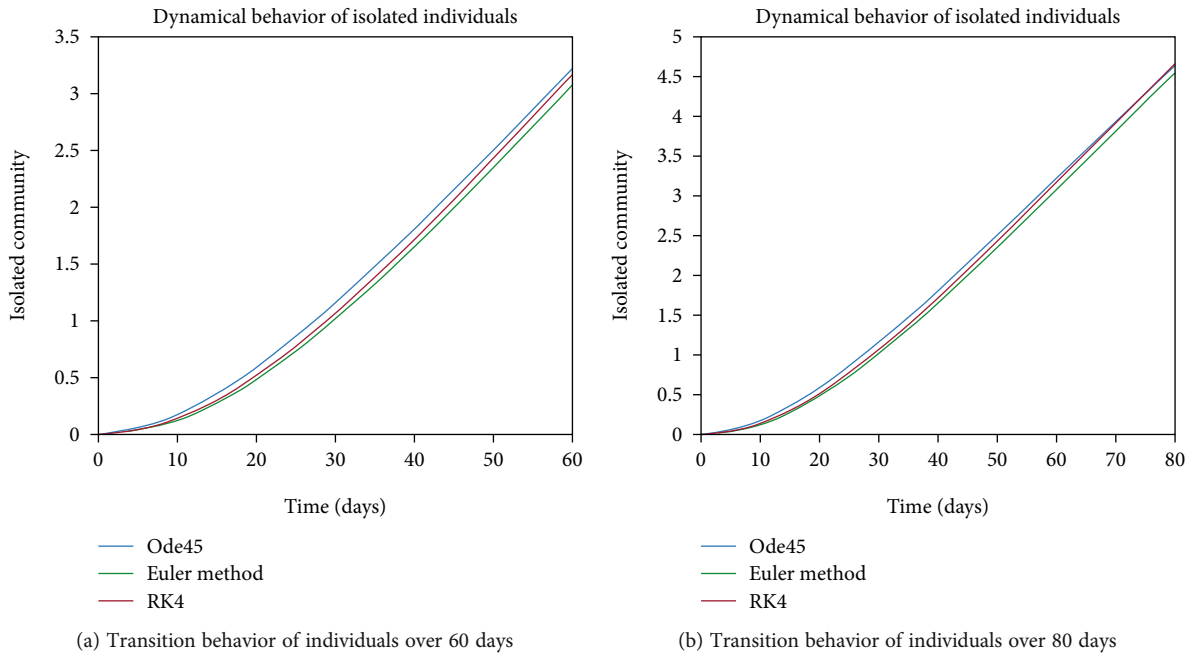 Dynamical behavior of isolated individuals
3.5
3
2.5
2
1.5
1
0.5
0
Isolated community
0 10 20 30 40 50 60
Time (days)
Ode45
Euler method
RK4
(a) Transition behavior of individuals over 60 days
Dynamical behavior of isolated individuals
5
4.5
4
3.5
3
2.5
2
1.5
1
0.5
0
Isolated community
0 10 20 30 40 50 60 70 80
Time (days)
Ode45
Euler method
RK4
(b) Transition behavior of individuals over 80 days